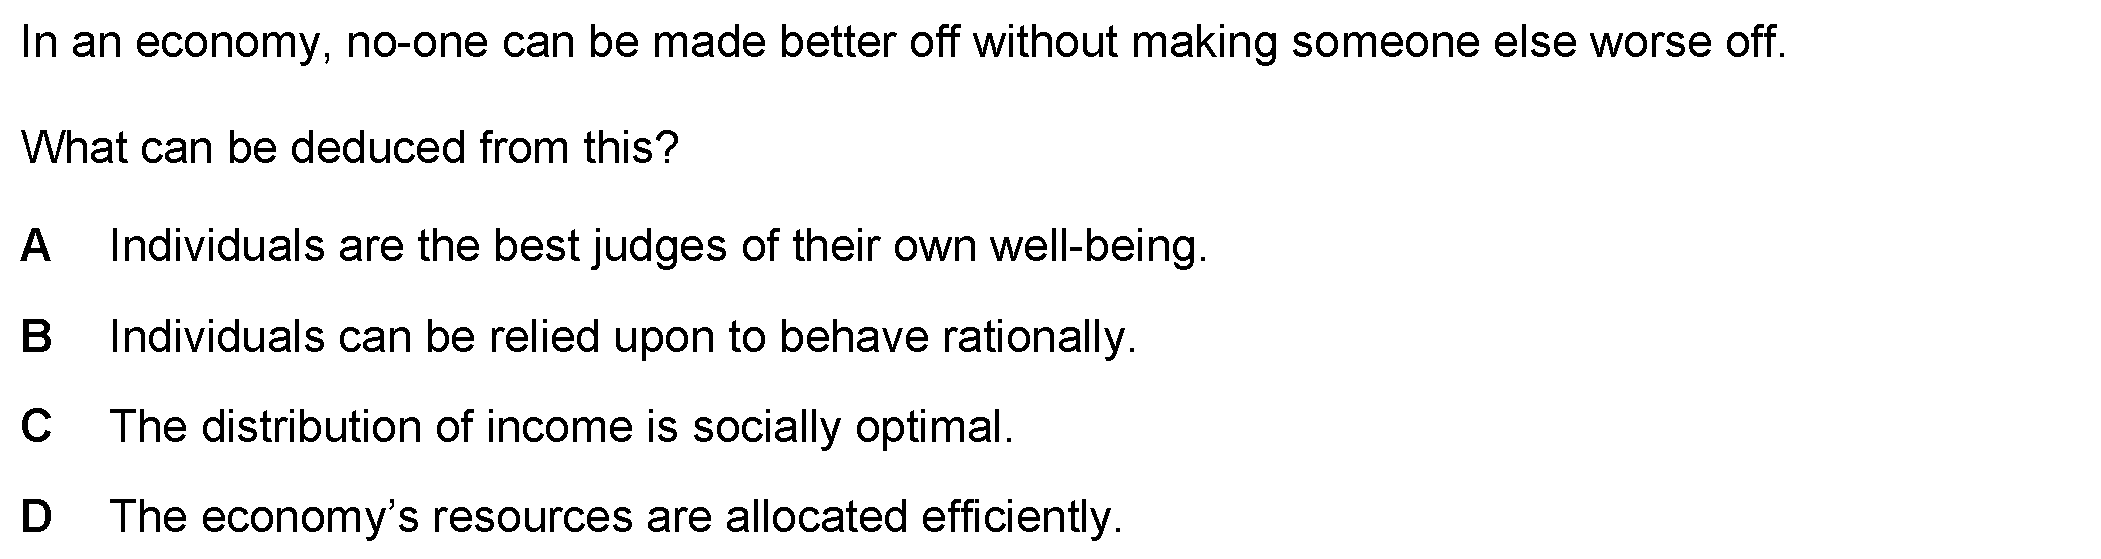 In an economy, no-one can be made better off without making someone else worse off.
What can be deduced from this?
A Individuals are the best judges of their own well-being.
B Individuals can be relied upon to behave rationally.
C The distribution of income is socially optimal.
D The economy’s resources are allocated efficiently.